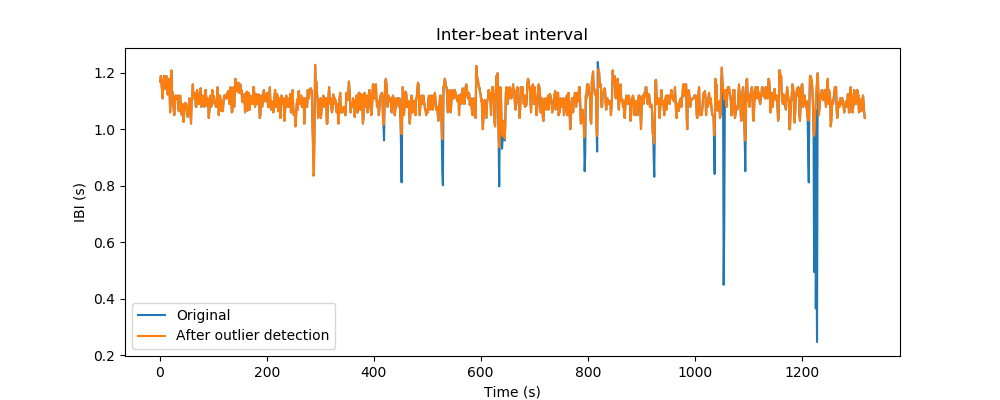 Inter-beat interval
1.2
1.0
0.8
0.6
0.4
0.2
IBI (s)
Original
After outlier detection
0 200 400 600 800 1000 1200
Time (s)